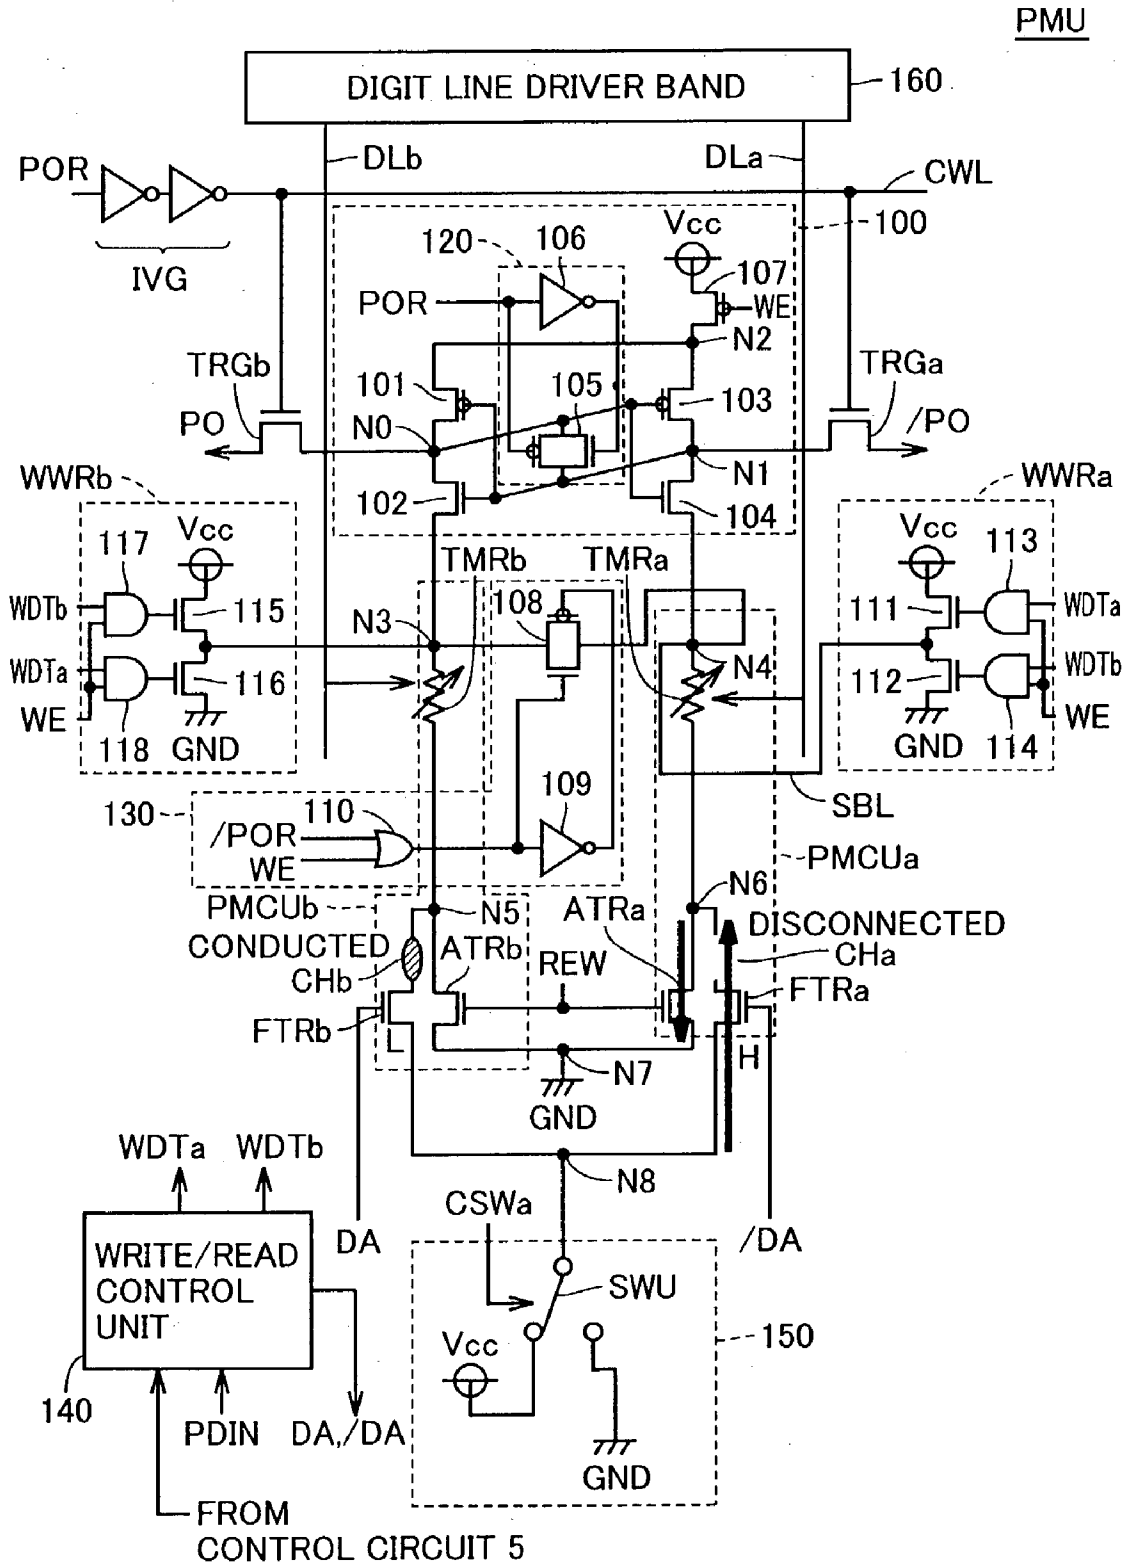 PMU
DIGIT LINE DRIVER BAND
160
POR
DLb
DLa
CWL
IVG
Vcc
100
120
106
107
POR
WE
N2
TRGb
101
105
103
TRGa
PO
N0
N1
/PO
WWRb
102
104
WWRa
Vcc
117
TMRb
TMRa
Vcc
113
WDTb
115
108
111
WDTa
N3
N4
WDTa
116
112
WDTb
WE
118
GND
GND
114
WE
130
110
109
SBL
/POR
WE
PMCUa
PMCUb
N5
ATRa
N6
CONDUCTED
DISCONNECTED
CHb
ATRb
REW
CHa
FTRb
FTRa
L
N7
H
GND
WDTa
WDTb
N8
CSWa
DA
/DA
WRITE/READ
CONTROL
UNIT
SWU
Vcc
150
140
PDIN
DA,/DA
GND
FROM
CONTROL CIRCUIT 5